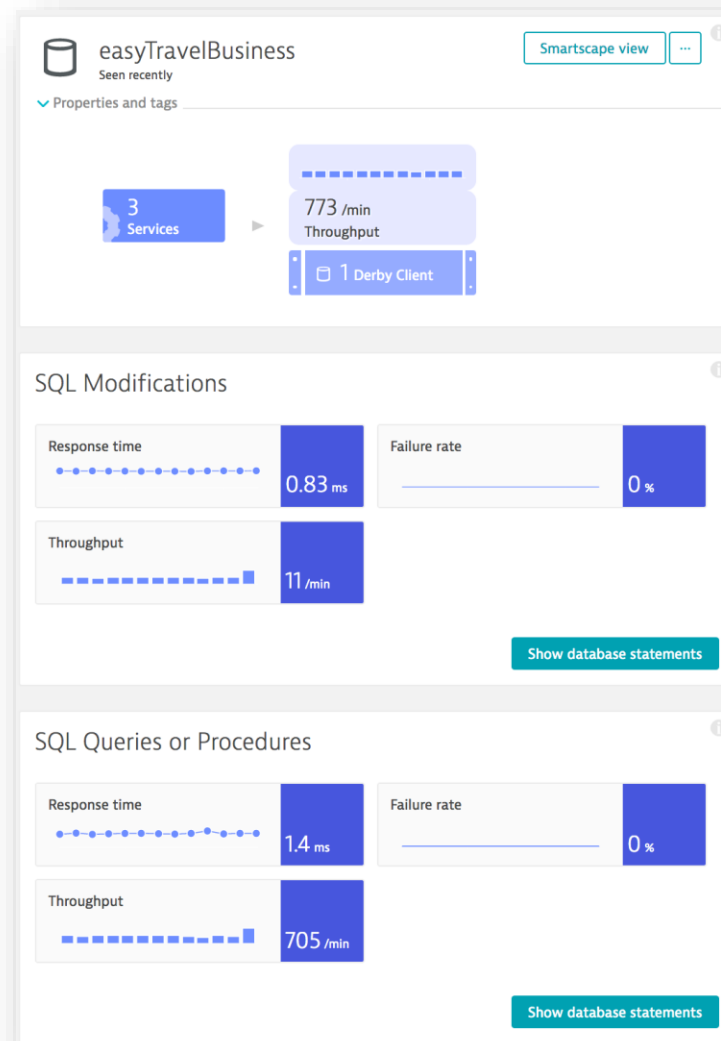 easyTravelBusiness
Smartscape view
...
Seen recently
Properties and tags
3
Services
773 /min
Throughput
1 Derby Client
SQL Modifications
Response time
0.83 ms
Failure rate
0 %
Throughput
11 /min
Show database statements
SQL Queries or Procedures
Response time
1.4 ms
Failure rate
0 %
Throughput
705 /min
Show database statements